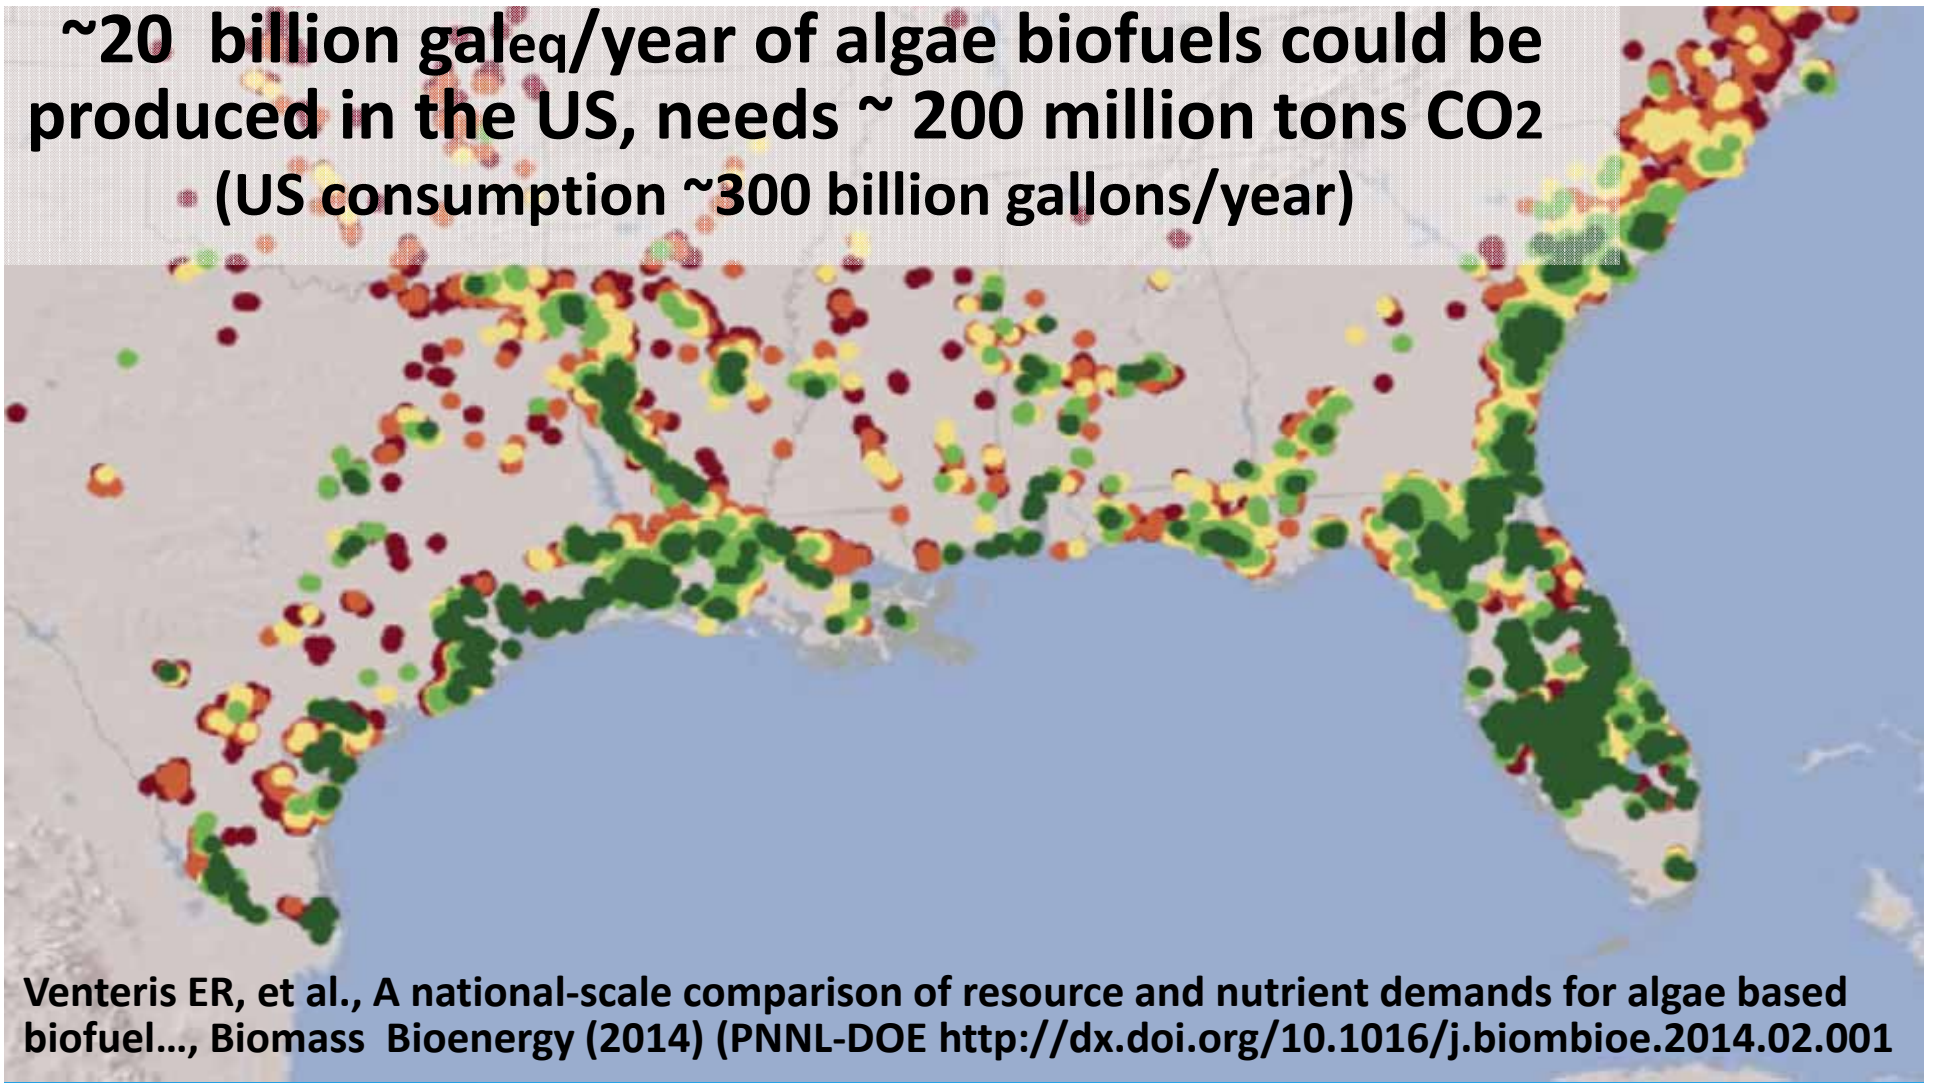 ~20 billion galeq/year of algae biofuels could be
produced in the US, needs ~ 200 million tons CO2
(US consumption ~300 billion gallons/year)
Venteris ER, et al., A national-scale comparison of resource and nutrient demands for algae based
biofuel..., Biomass Bioenergy (2014) (PNNL-DOE http://dx.doi.org/10.1016/j.biombioe.2014.02.001